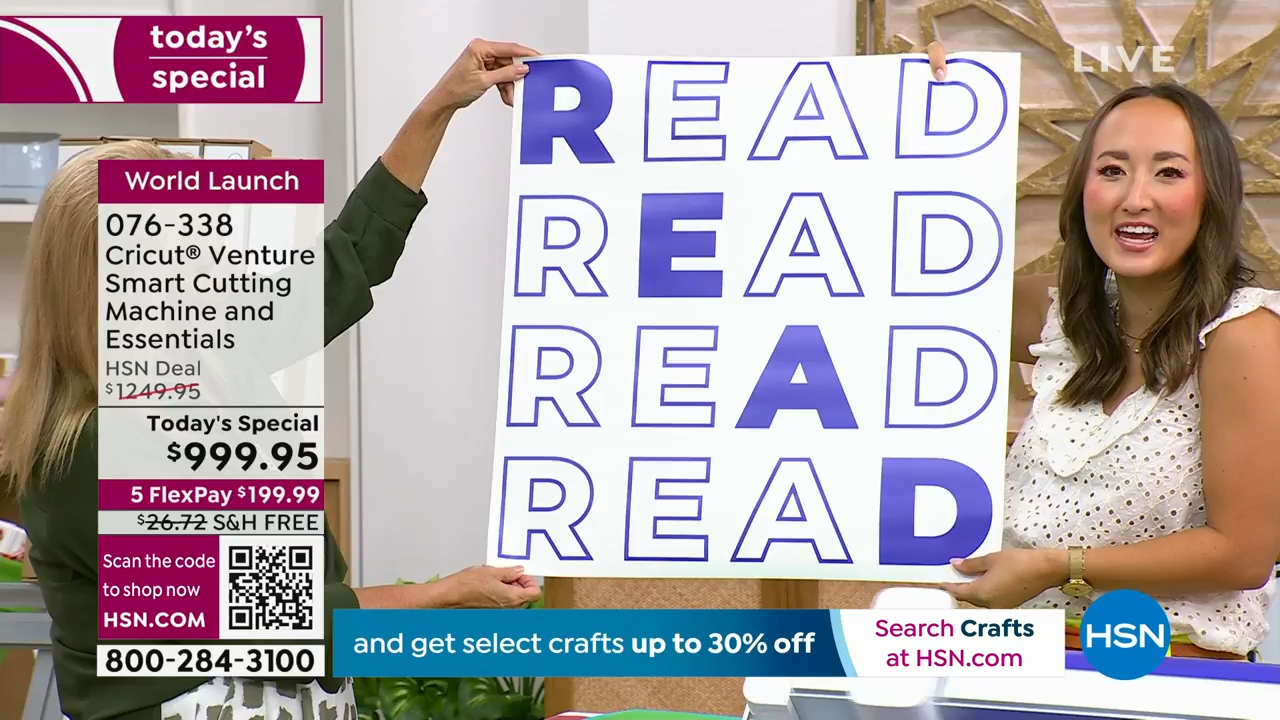 today's
special
LIVE
World Launch
076-338
Cricut® Venture
Smart Cutting
Machine and
Essentials
HSN Deal
$1249.95
Today's Special
$999.95
5 FlexPay $199.99
$26.72 S&H FREE
Scan the code
to shop now
HSN.COM
800-284-3100
READ
READ
READ
READ
and get select crafts up to 30% off
Search Crafts
at HSN.com
HSN